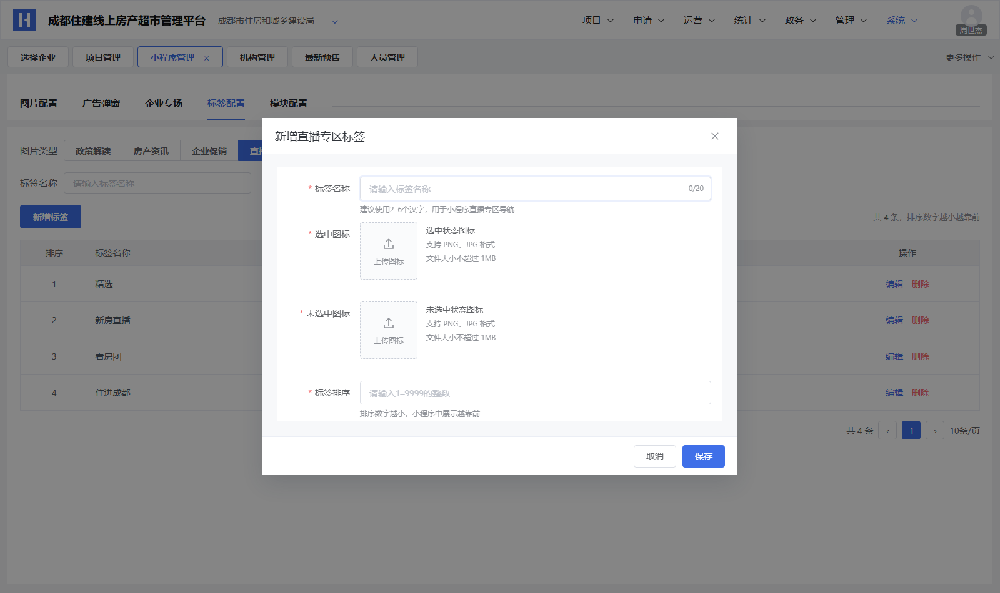 成都住建线上房产超市管理平台 成都市住房和城乡建设局 项目 申请 运营 统计 政务 管理 系统 周世杰
选择企业 项目管理 小程序管理 × 机构管理 最新预售 人员管理 更多操作
图片配置 广告弹窗 企业专场 标签配置 模块配置
新增直播专区标签
图片类型 政策解读 房产资讯 企业促销
标签名称 请输入标签名称
新增标签 共 4 条，排序数字越小越靠前
排序 标签名称 操作
1 精选 编辑 删除
2 新房直播 编辑 删除
3 看房团 编辑 删除
4 住进成都 编辑 删除
共 4 条 ‹ 1 › 10条/页
* 标签名称 请输入标签名称 0/20
建议使用2–6个汉字，用于小程序直播专区导航
* 选中图标 上传图标 选中状态图标
支持 PNG、JPG 格式
文件大小不超过 1MB
* 未选中图标 上传图标 未选中状态图标
支持 PNG、JPG 格式
文件大小不超过 1MB
* 标签排序 请输入1–9999的整数
排序数字越小，小程序中展示越靠前
取消 保存